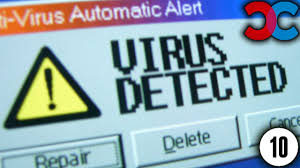 ti-Virus Automatic Alert
VIRUS
DETECTED
Repair
Delete
Cance
10